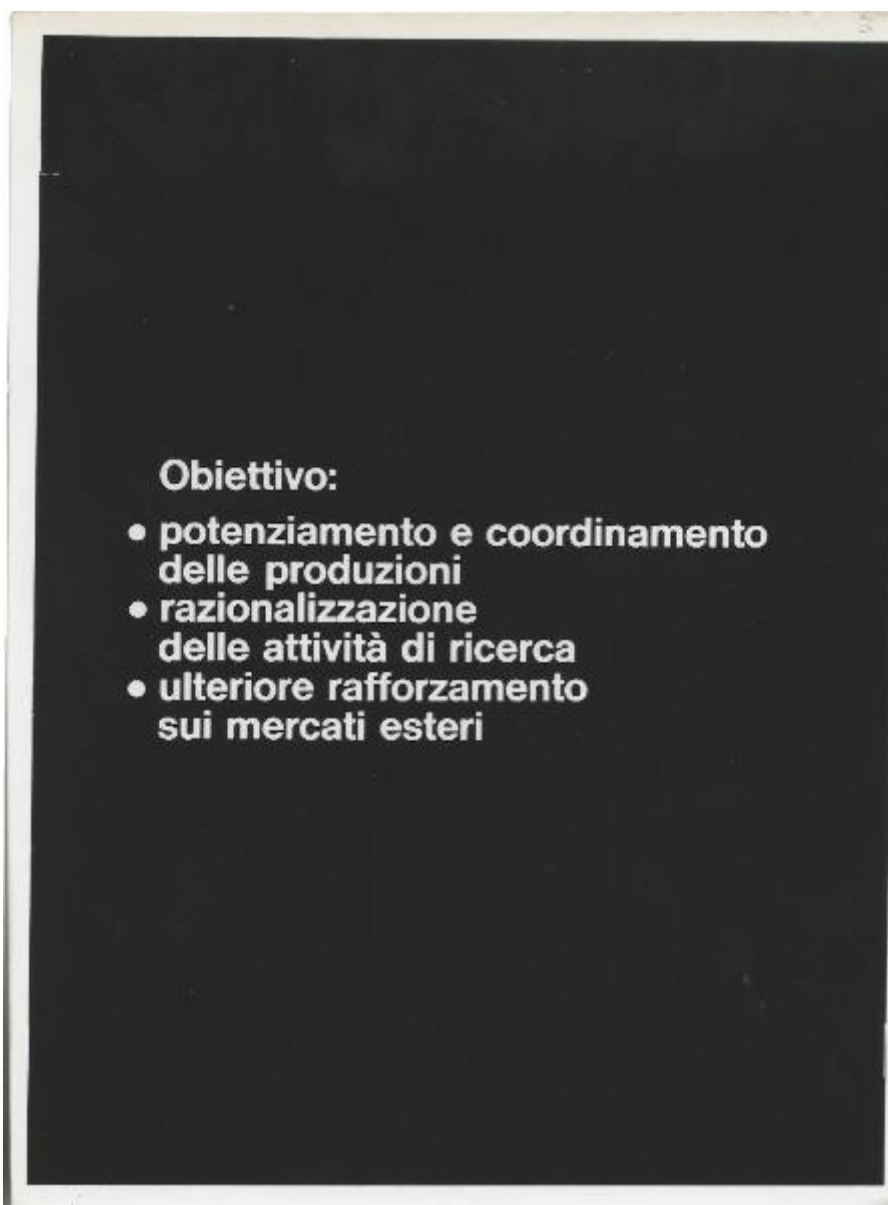 Obiettivo:
• potenziamento e coordinamento
delle produzioni
• razionalizzazione
delle attività di ricerca
• ulteriore rafforzamento
sui mercati esteri